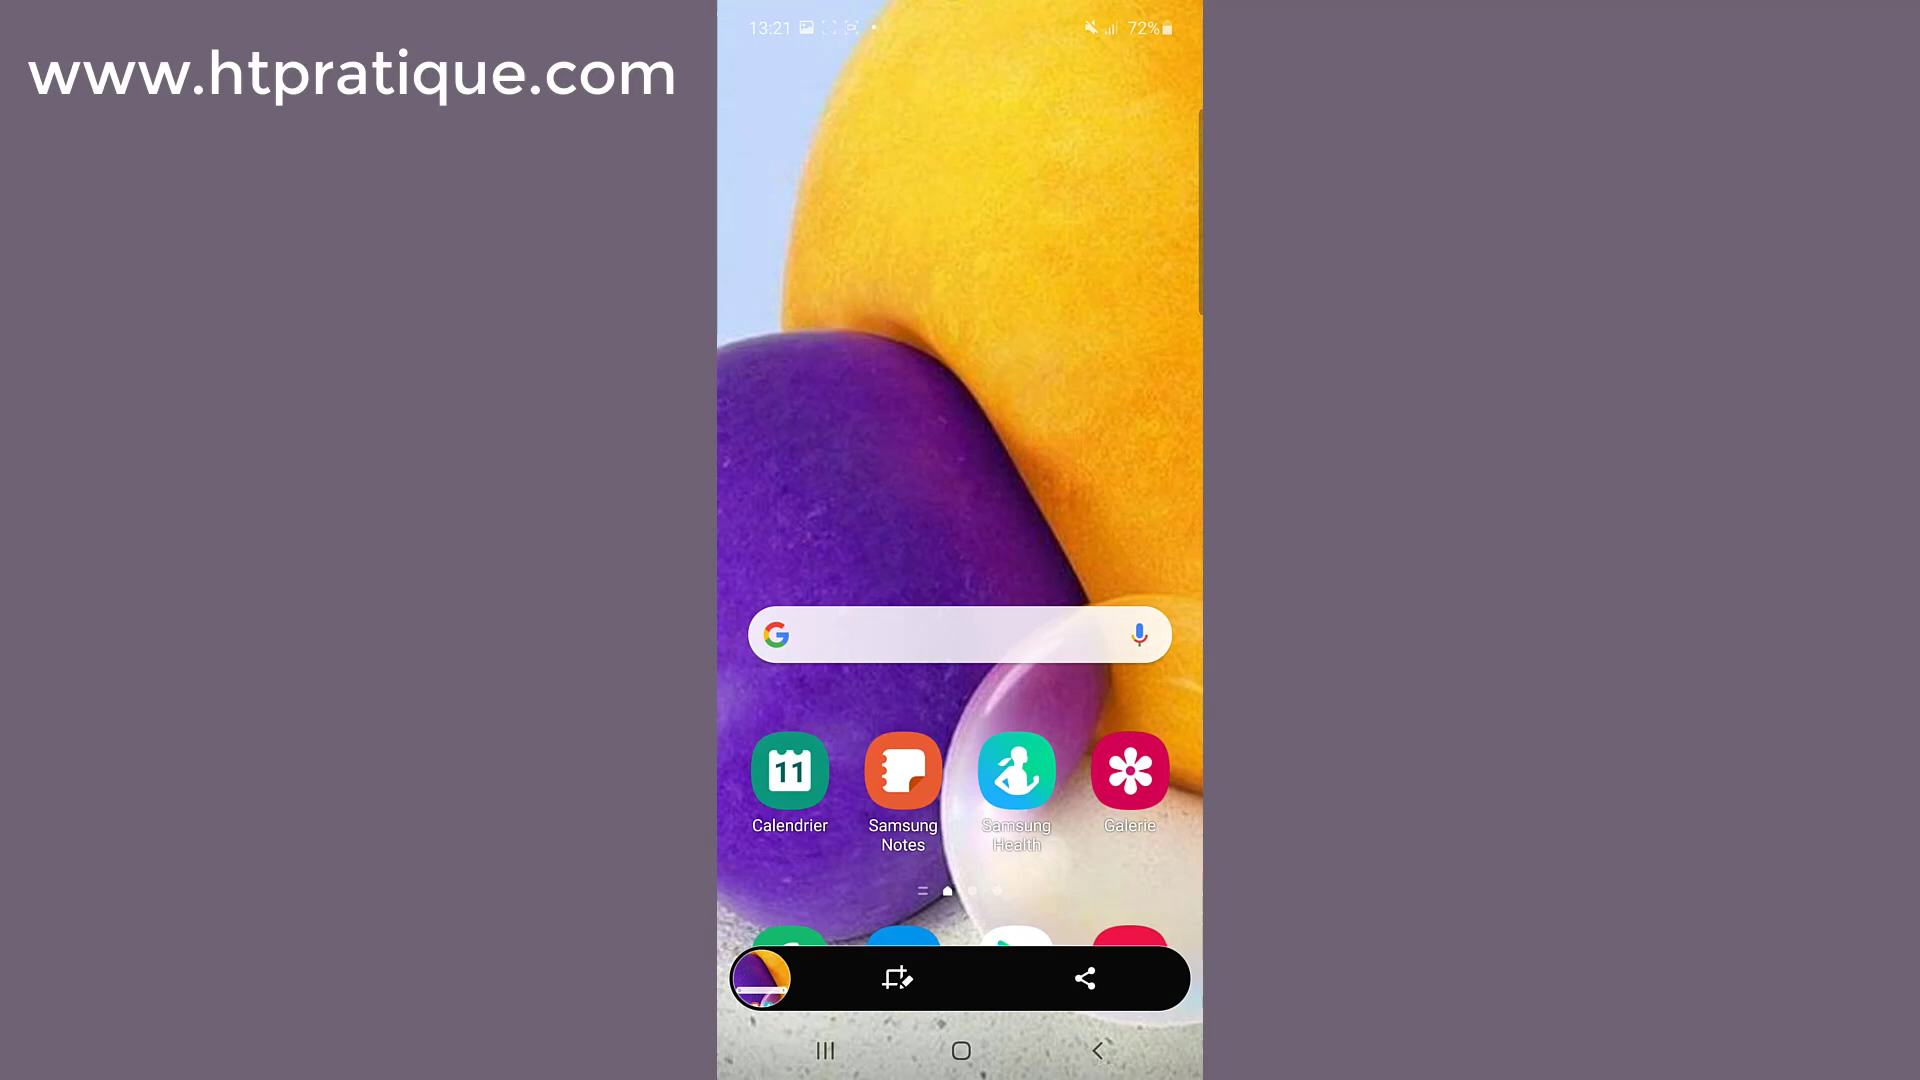 www.htpratique.com
13:21
72%
11
Calendrier
Samsung
Notes
Samsung
Health
Galerie